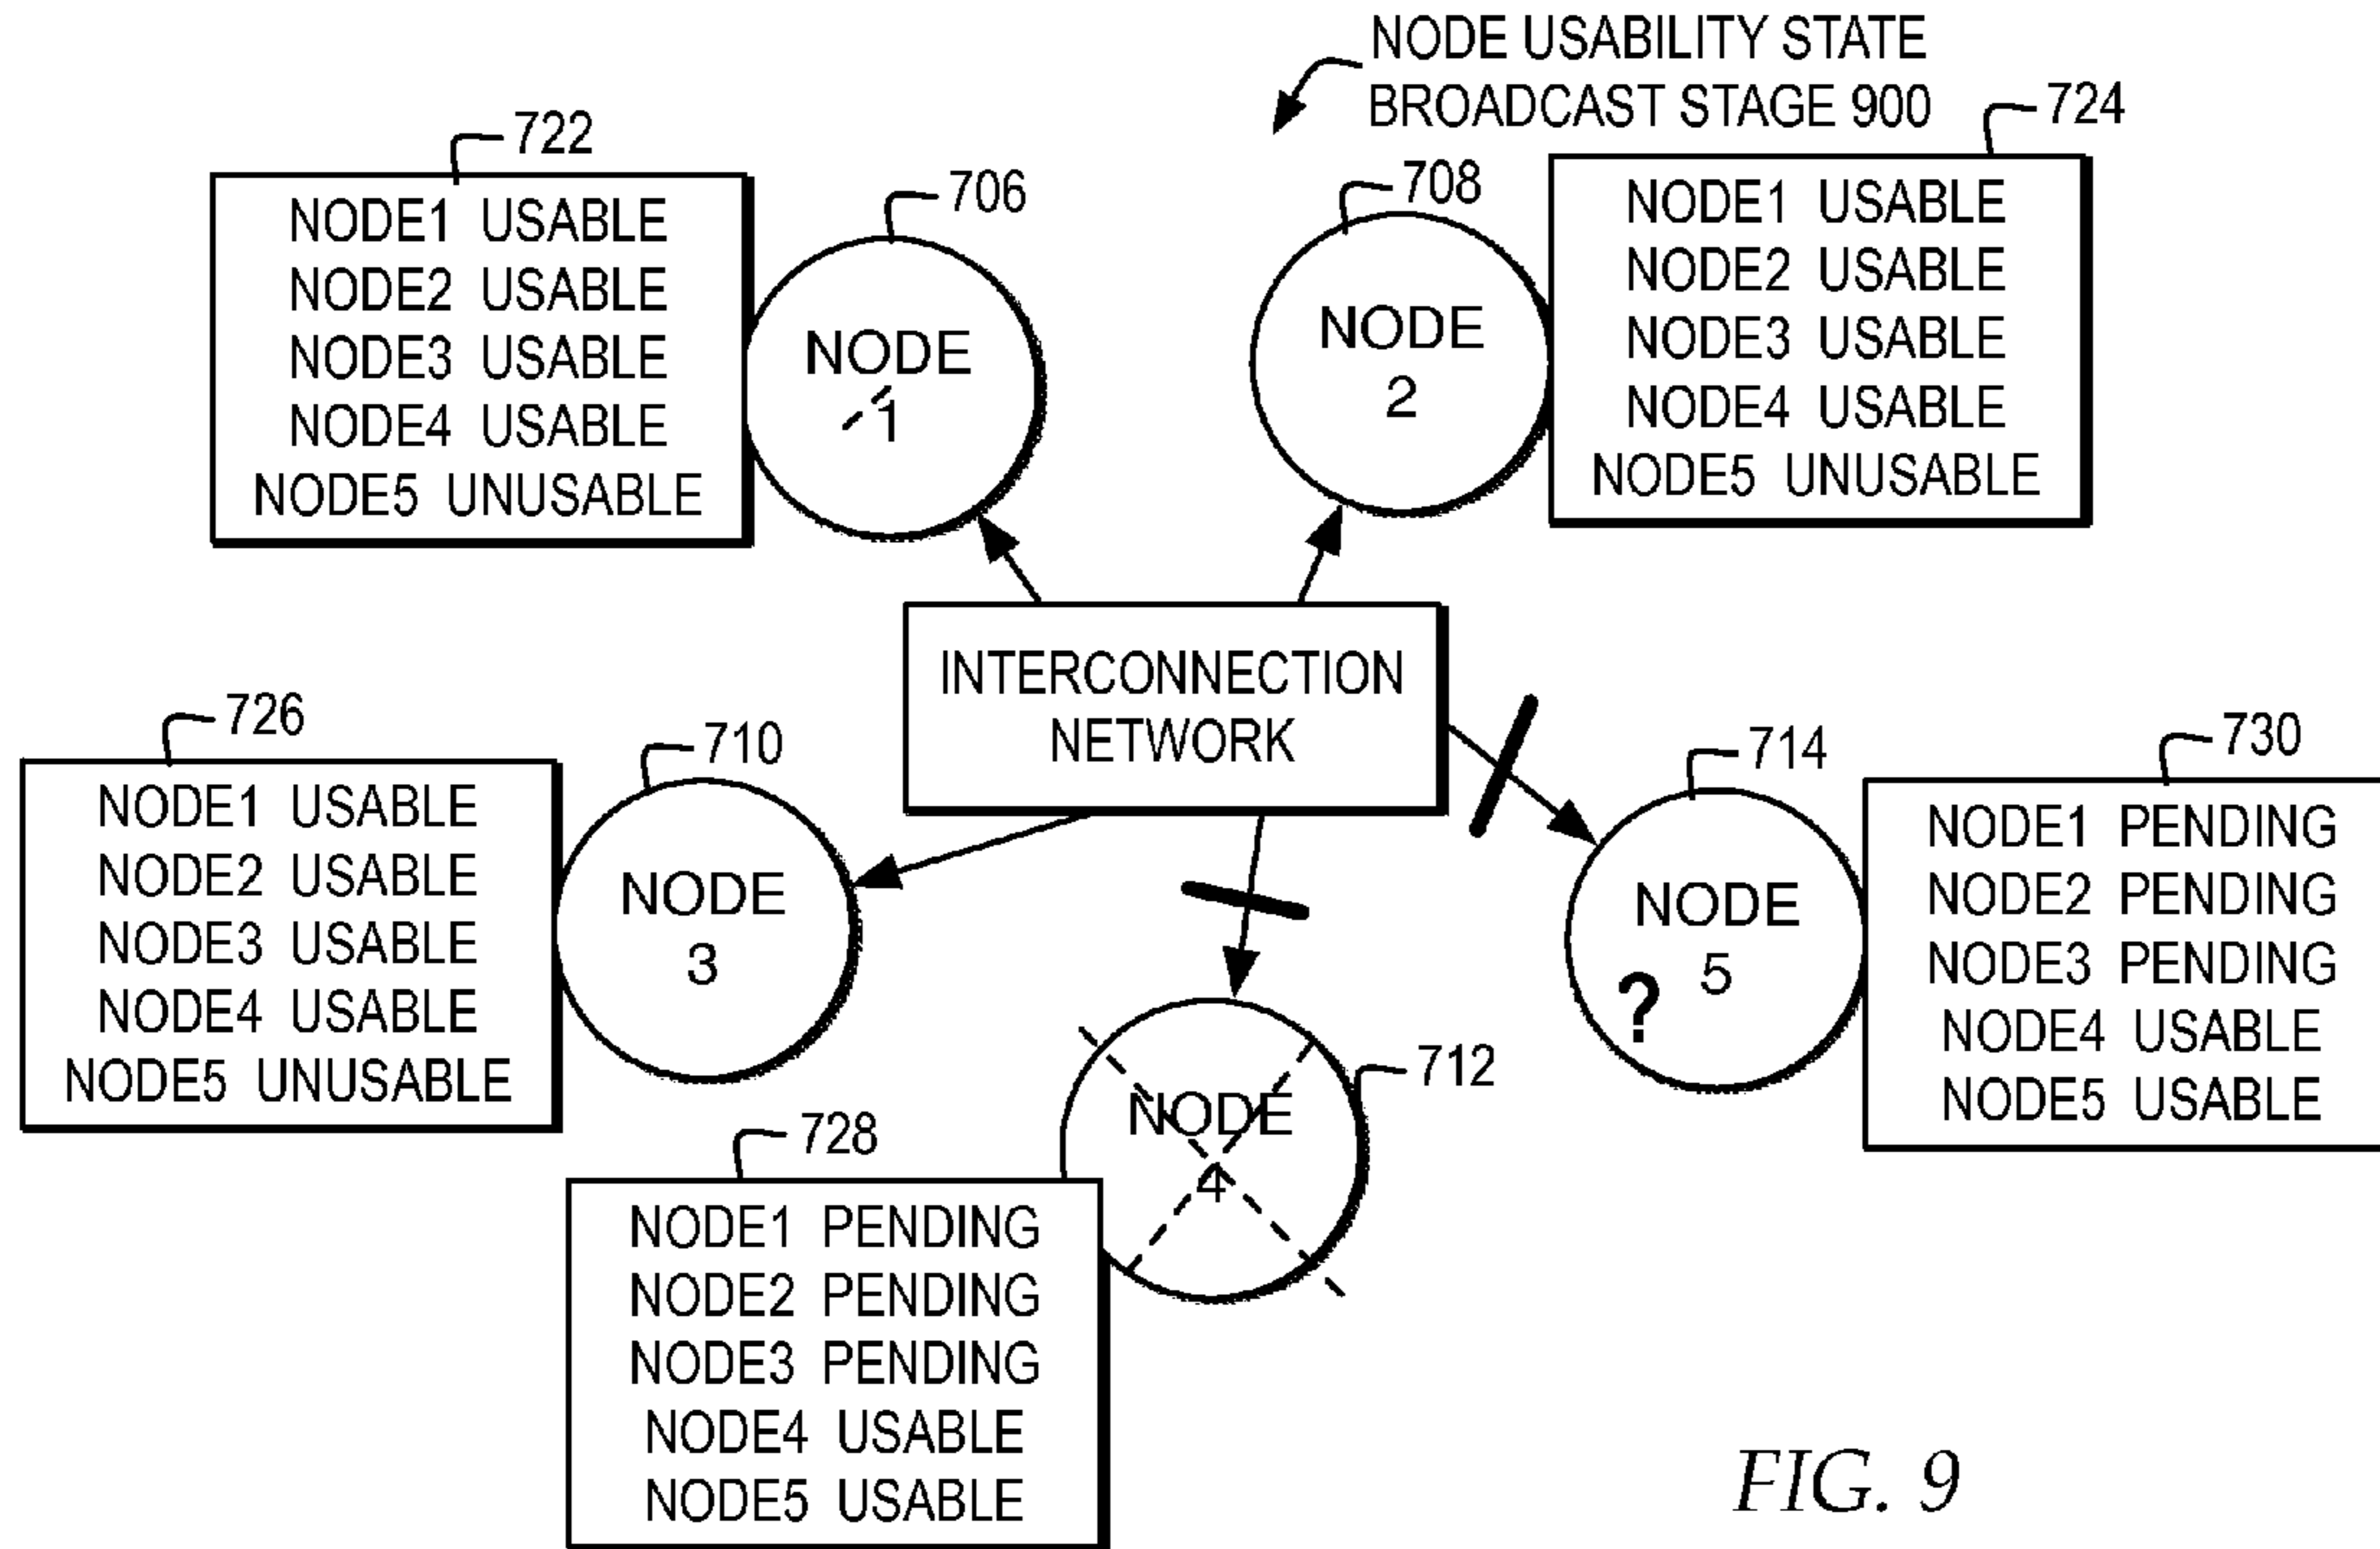 NODE USABILITY STATE
BROADCAST STAGE 900
722
NODE1 USABLE
NODE2 USABLE
NODE3 USABLE
NODE4 USABLE
NODE5 UNUSABLE
706
NODE
1
708
NODE
2
724
NODE1 USABLE
NODE2 USABLE
NODE3 USABLE
NODE4 USABLE
NODE5 UNUSABLE
INTERCONNECTION
NETWORK
726
NODE1 USABLE
NODE2 USABLE
NODE3 USABLE
NODE4 USABLE
NODE5 UNUSABLE
710
NODE
3
714
NODE
5
?
730
NODE1 PENDING
NODE2 PENDING
NODE3 PENDING
NODE4 USABLE
NODE5 USABLE
712
NODE
4
728
NODE1 PENDING
NODE2 PENDING
NODE3 PENDING
NODE4 USABLE
NODE5 USABLE
FIG. 9